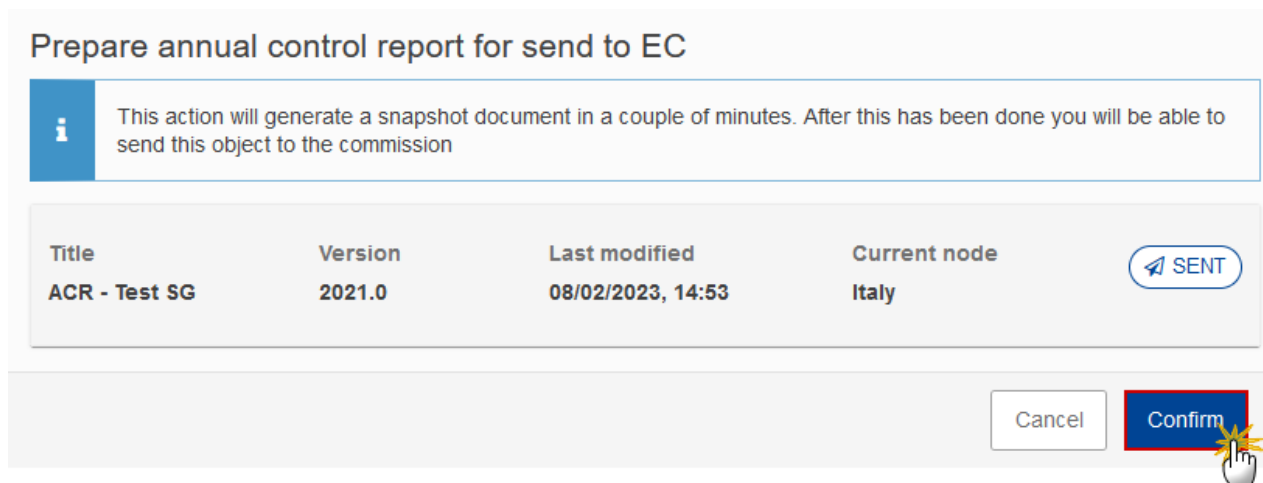 Prepare annual control report for send to EC
This action will generate a snapshot document in a couple of minutes. After this has been done you will be able to
send this object to the commission
Title Version Last modified Current node
SENT
ACR - Test SG 2021.0 08/02/2023, 14:53 Italy
Cancel Confirm